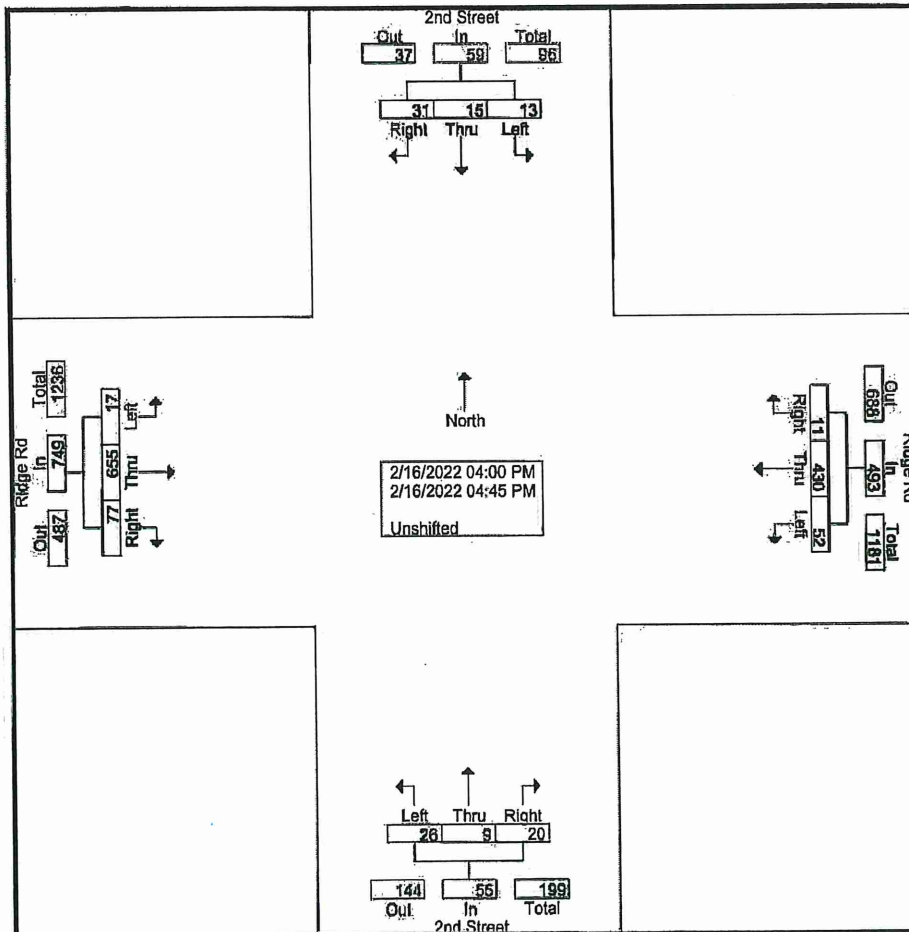 2nd Street
Out In Total
37 59 96
31 15 13
Right Thru Left
North
2/16/2022 04:00 PM
2/16/2022 04:45 PM
Unshifted
Ridge Rd
Total In Out
1236 749 487
17 655 77
Left Thru Right
Right Thru Left
11 430 52
Out In Total
688 493 1181
Ridge Rd
Left Thru Right
26 9 20
144 55 199
Out In Total
2nd Street